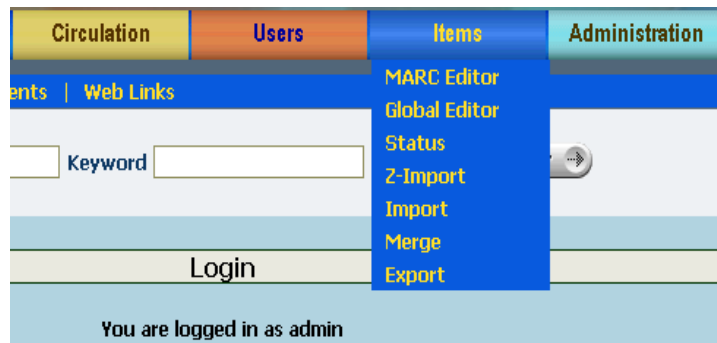 Circulation Users Items Administration
ents | Web Links
MARC Editor
Global Editor
Status
Keyword
Z-Import
Import
Merge
Export
Login
You are logged in as admin